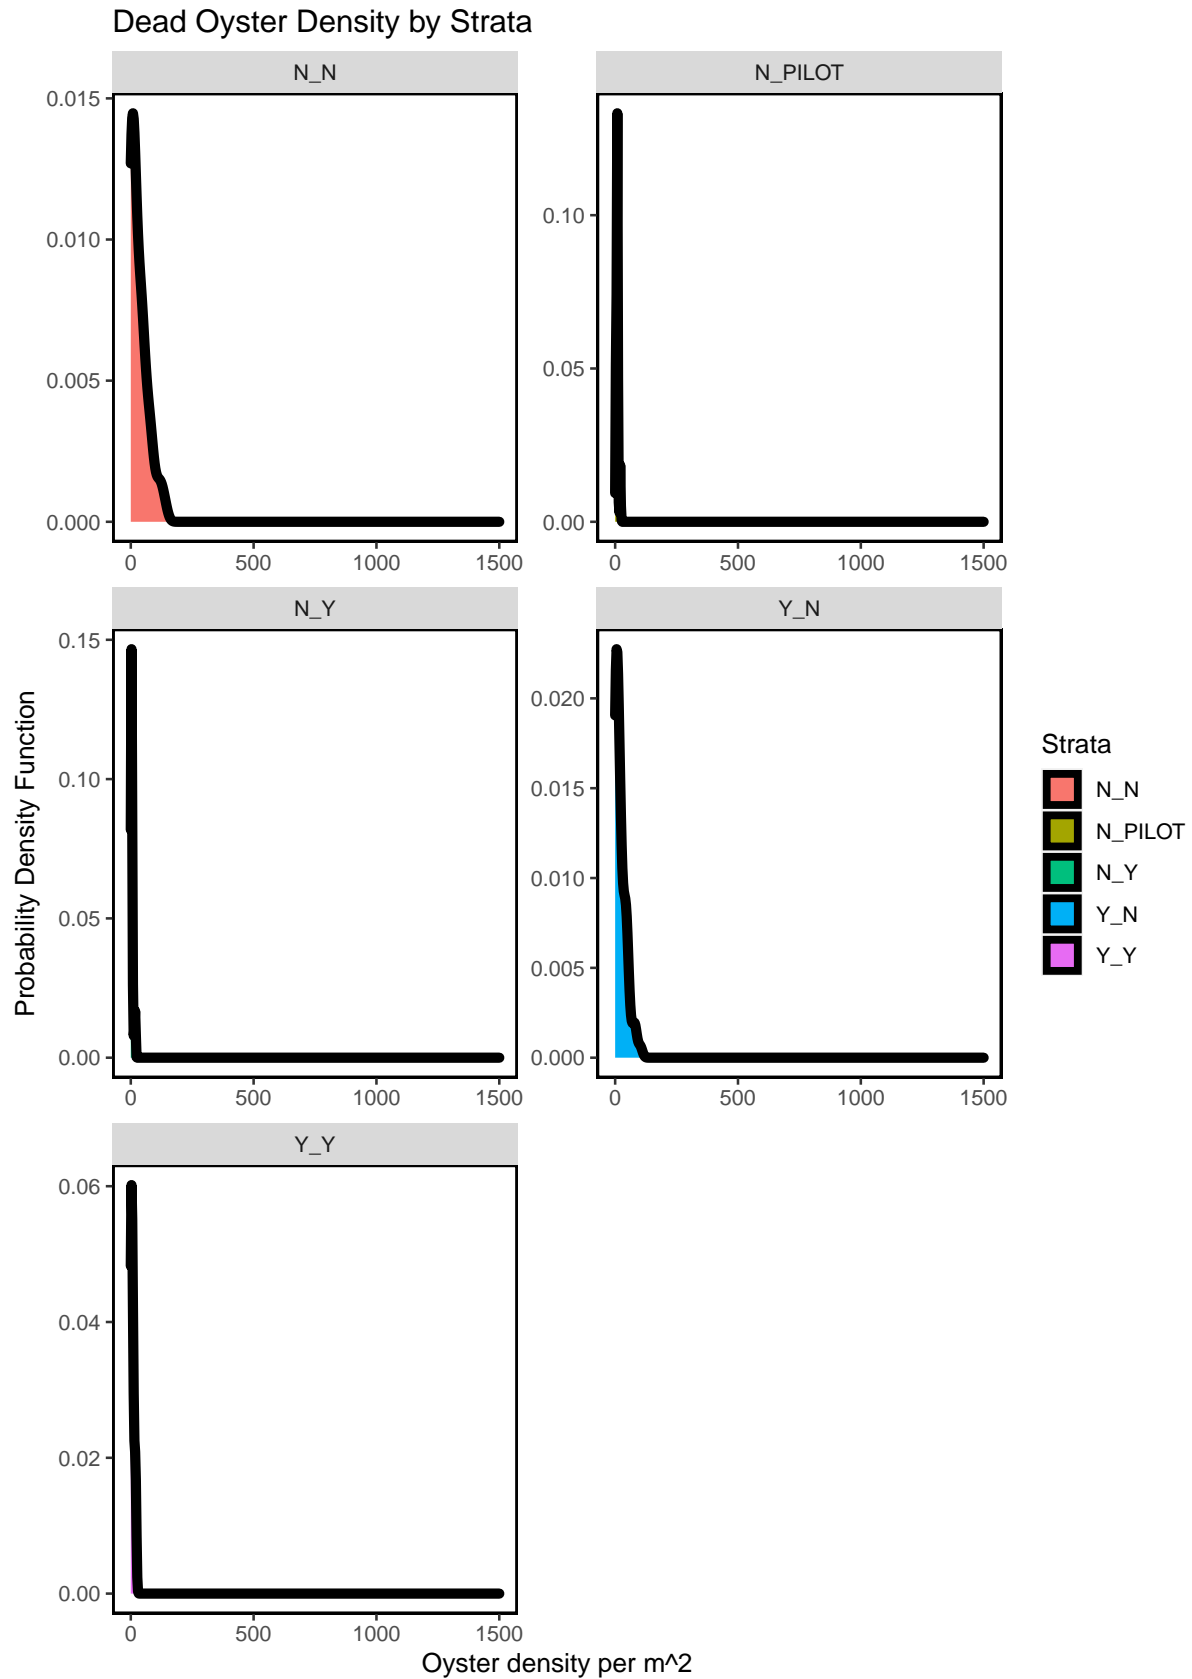 Dead Oyster Density by Strata
N_N
N_PILOT
0.015
0.010
0.005
0.000
0.10
0.05
0.00
0
500
1000
1500
0
500
1000
1500
N_Y
Y_N
0.15
0.10
0.05
0.00
0.020
0.015
0.010
0.005
0.000
0
500
1000
1500
0
500
1000
1500
Y_Y
0.06
0.04
0.02
0.00
0
500
1000
1500
Probability Density Function
Oyster density per m^2
Strata
N_N
N_PILOT
N_Y
Y_N
Y_Y